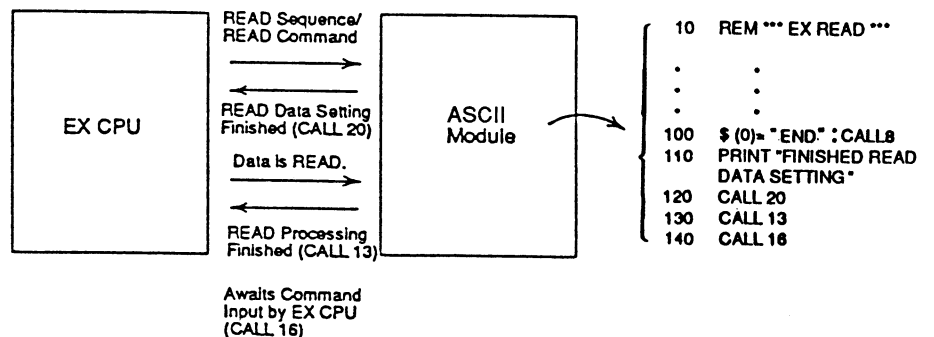 READ Sequence/
READ Command
EX CPU
READ Data Setting
Finished (CALL 20)
Data is READ.
READ Processing
Finished (CALL 13)
Awaits Command
Input by EX CPU
(CALL 16)
ASCII
Module
10 REM *** EX READ ***
. .
. .
. .
100 $ (0)= "END." : CALL8
110 PRINT "FINISHED READ
DATA SETTING"
120 CALL 20
130 CALL 13
140 CALL 16